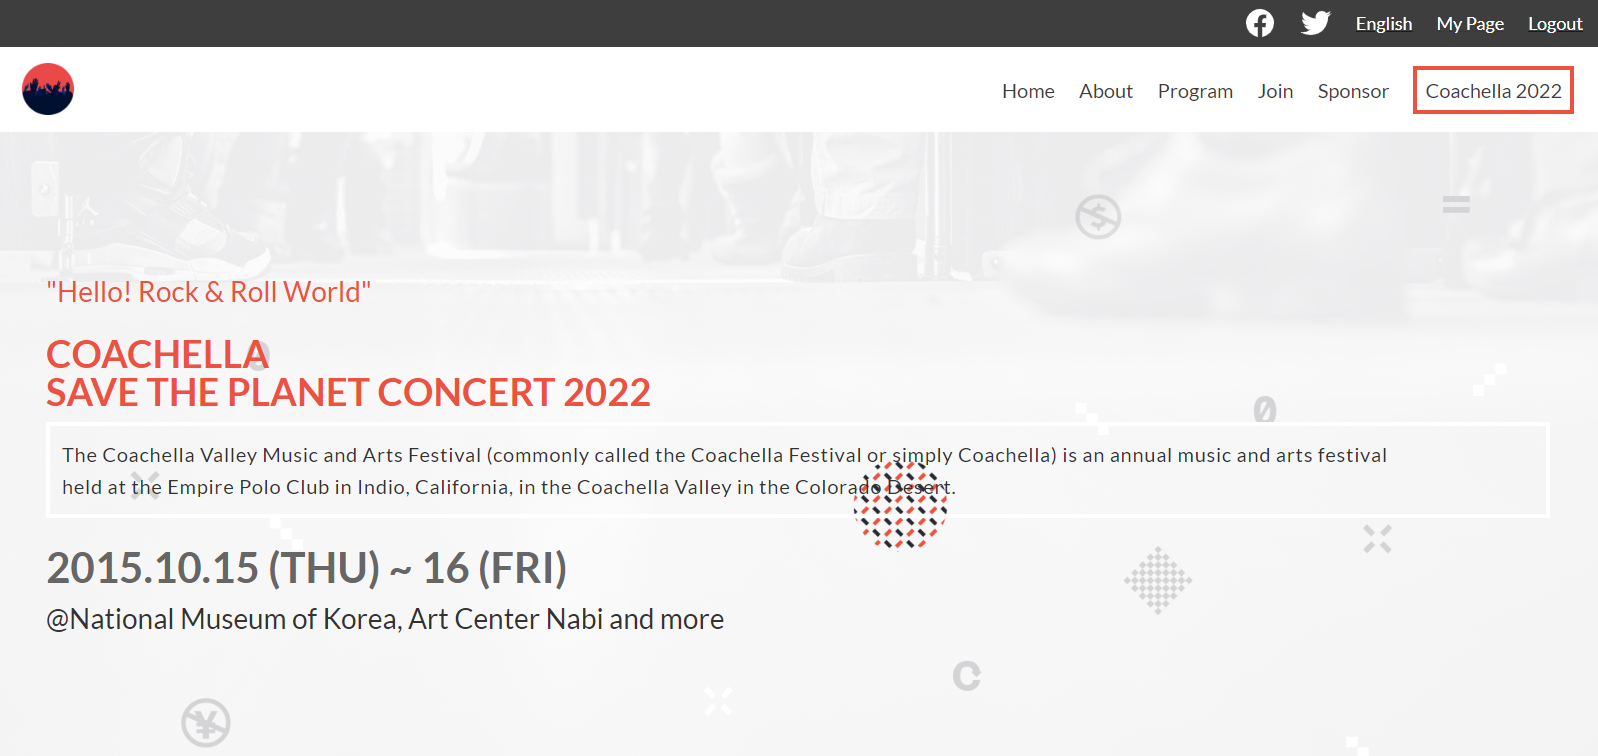 English My Page Logout
Home About Program Join Sponsor Coachella 2022
"Hello! Rock & Roll World"
COACHELLA
SAVE THE PLANET CONCERT 2022
The Coachella Valley Music and Arts Festival (commonly called the Coachella Festival or simply Coachella) is an annual music and arts festival
held at the Empire Polo Club in Indio, California, in the Coachella Valley in the Colorado Desert.
2015.10.15 (THU) ~ 16 (FRI)
@National Museum of Korea, Art Center Nabi and more